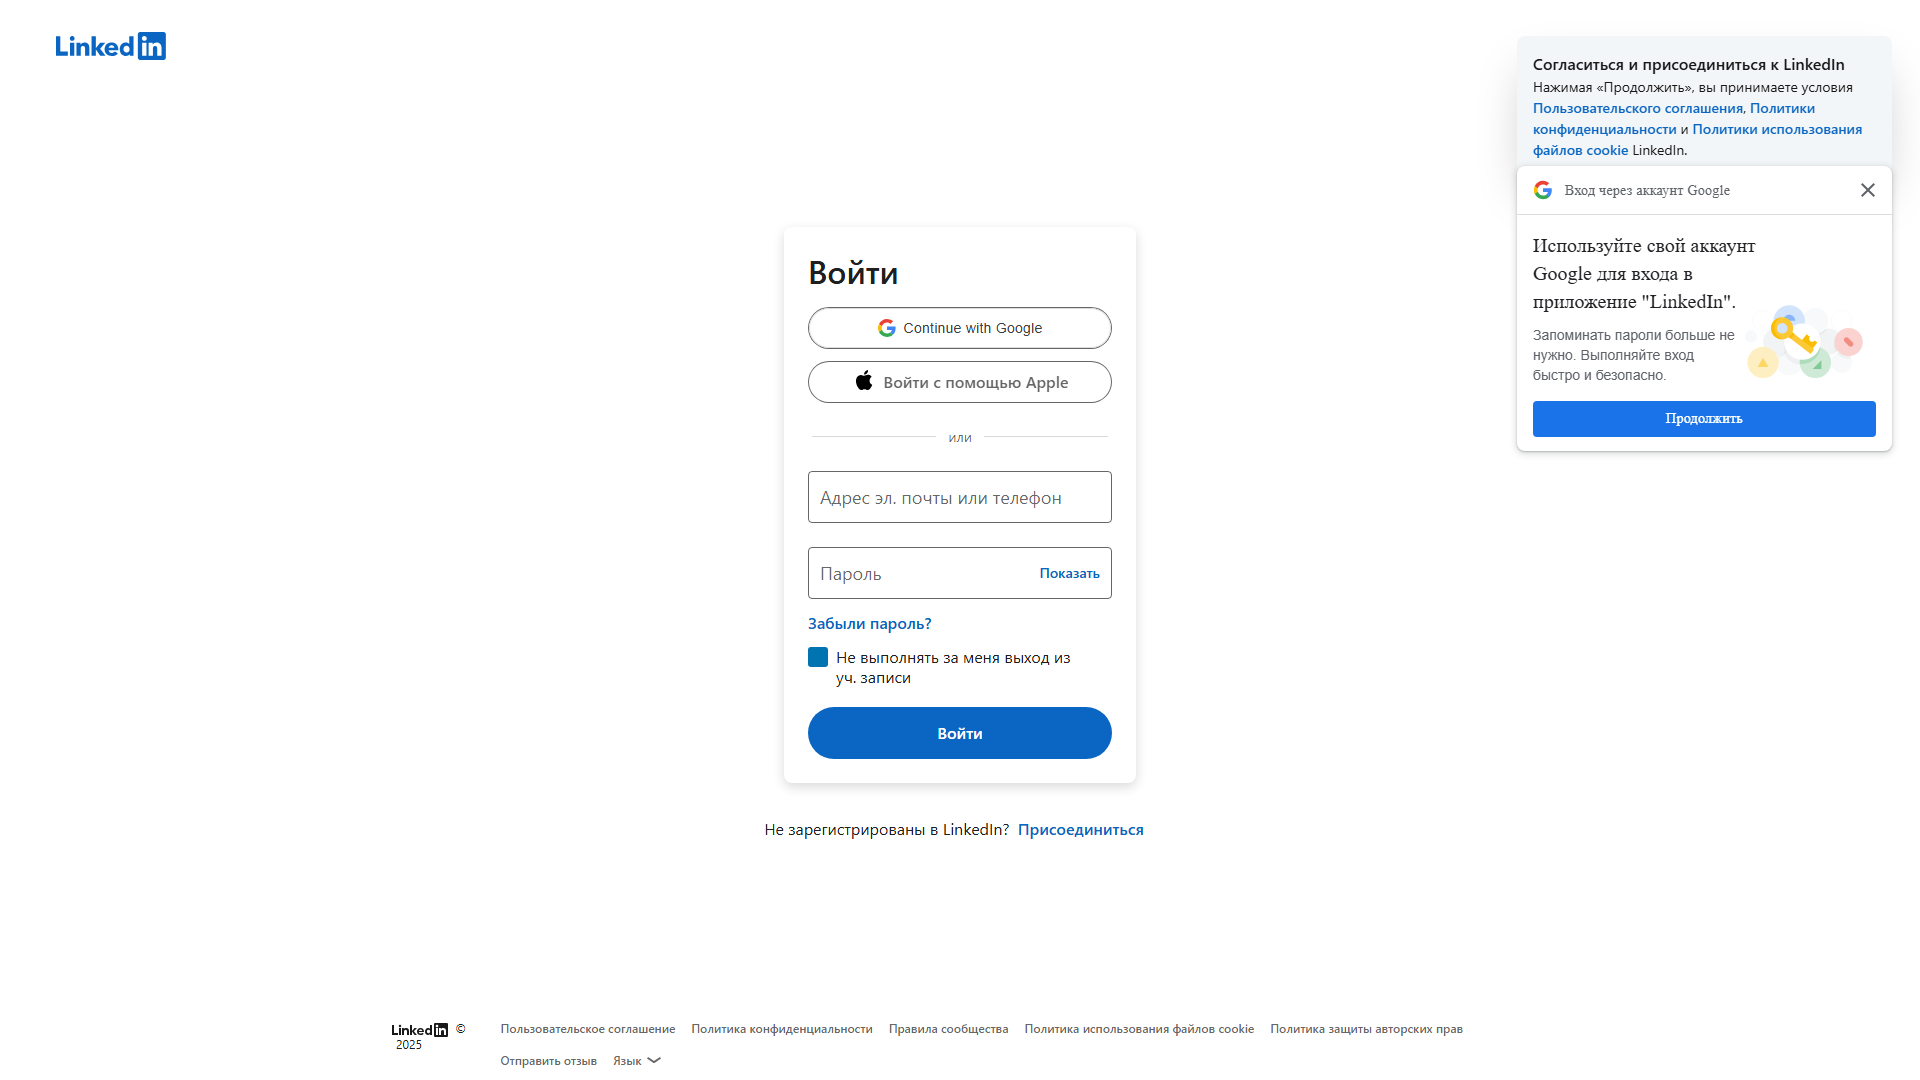 Linkedin
Согласиться и присоединиться к LinkedIn
Нажимая «Продолжить», вы принимаете условия
Пользовательского соглашения, Политики
конфиденциальности и Политики использования
файлов cookie LinkedIn.
Вход через аккаунт Google
Используйте свой аккаунт
Google для входа в
приложение "LinkedIn".
Запоминать пароли больше не
нужно. Выполняйте вход
быстро и безопасно.
Продолжить
Войти
Continue with Google
Войти с помощью Apple
или
Адрес эл. почты или телефон
Пароль
Показать
Забыли пароль?
Не выполнять за меня выход из
уч. записи
Войти
Не зарегистрированы в LinkedIn? Присоединиться
Linkedin ©
2025
Пользовательское соглашение Политика конфиденциальности Правила сообщества Политика использования файлов cookie Политика защиты авторских прав
Отправить отзыв Язык